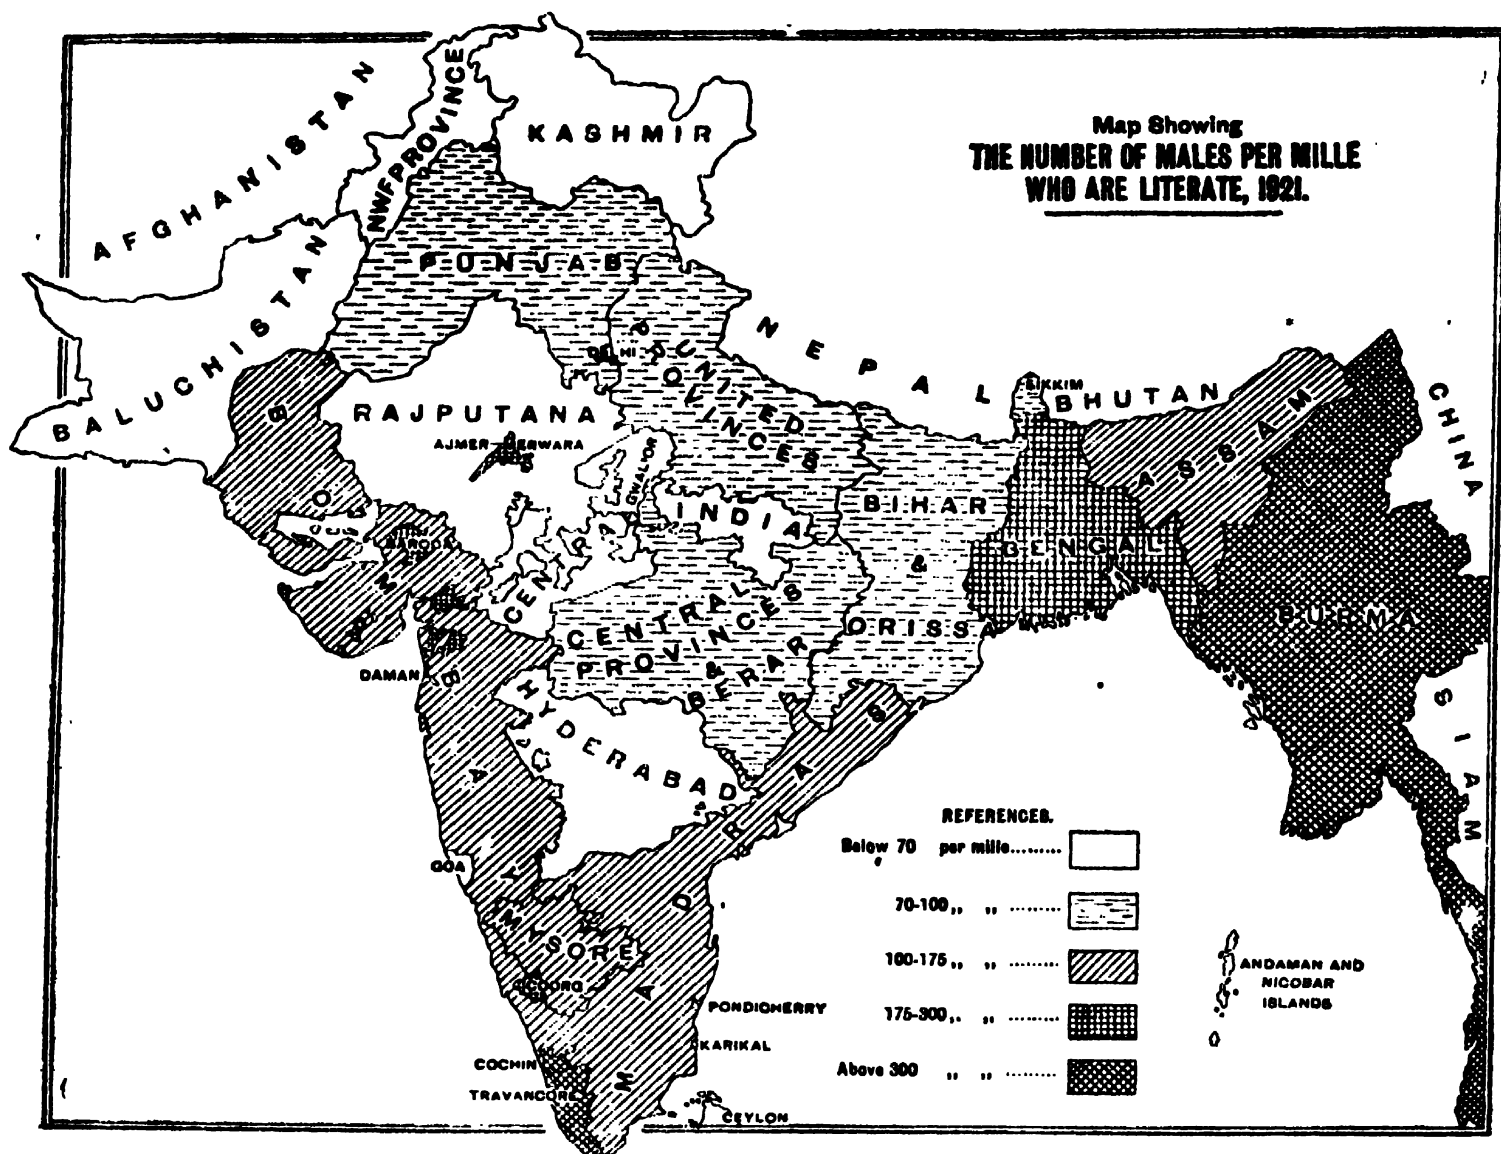 Map Showing
THE NUMBER OF MALES PER MILLE
WHO ARE LITERATE, 1921.
AFGHANISTAN
NWFPROVINCE
KASHMIR
PUNJAB
BALUCHISTAN
DELHI
UNITED
PROVINCES
NEPAL
SIKKIM
BHUTAN
CHINA
RAJPUTANA
AJMER-MERWARA
GWALIOR
ASSAM
BIHAR
&
ORISS
BENGAL
BURMA
CENTRAL
INDIA
BARODA
BOMBAY
CENTRAL
PROVINCES
&
BERAR
DAMAN
HYDERABAD
SIAM
MADRAS
GOA
MYSORE
COORG
PONDICHERRY
KARIKAL
COCHIN
TRAVANCORE
CEYLON
ANDAMAN AND
NICOBAR
ISLANDS
REFERENCES.
Below 70 per mille.........
70-100 ,, ,, .........
100-175 ,, ,, .........
175-300 ,, ,, .........
Above 300 ,, ,, .........